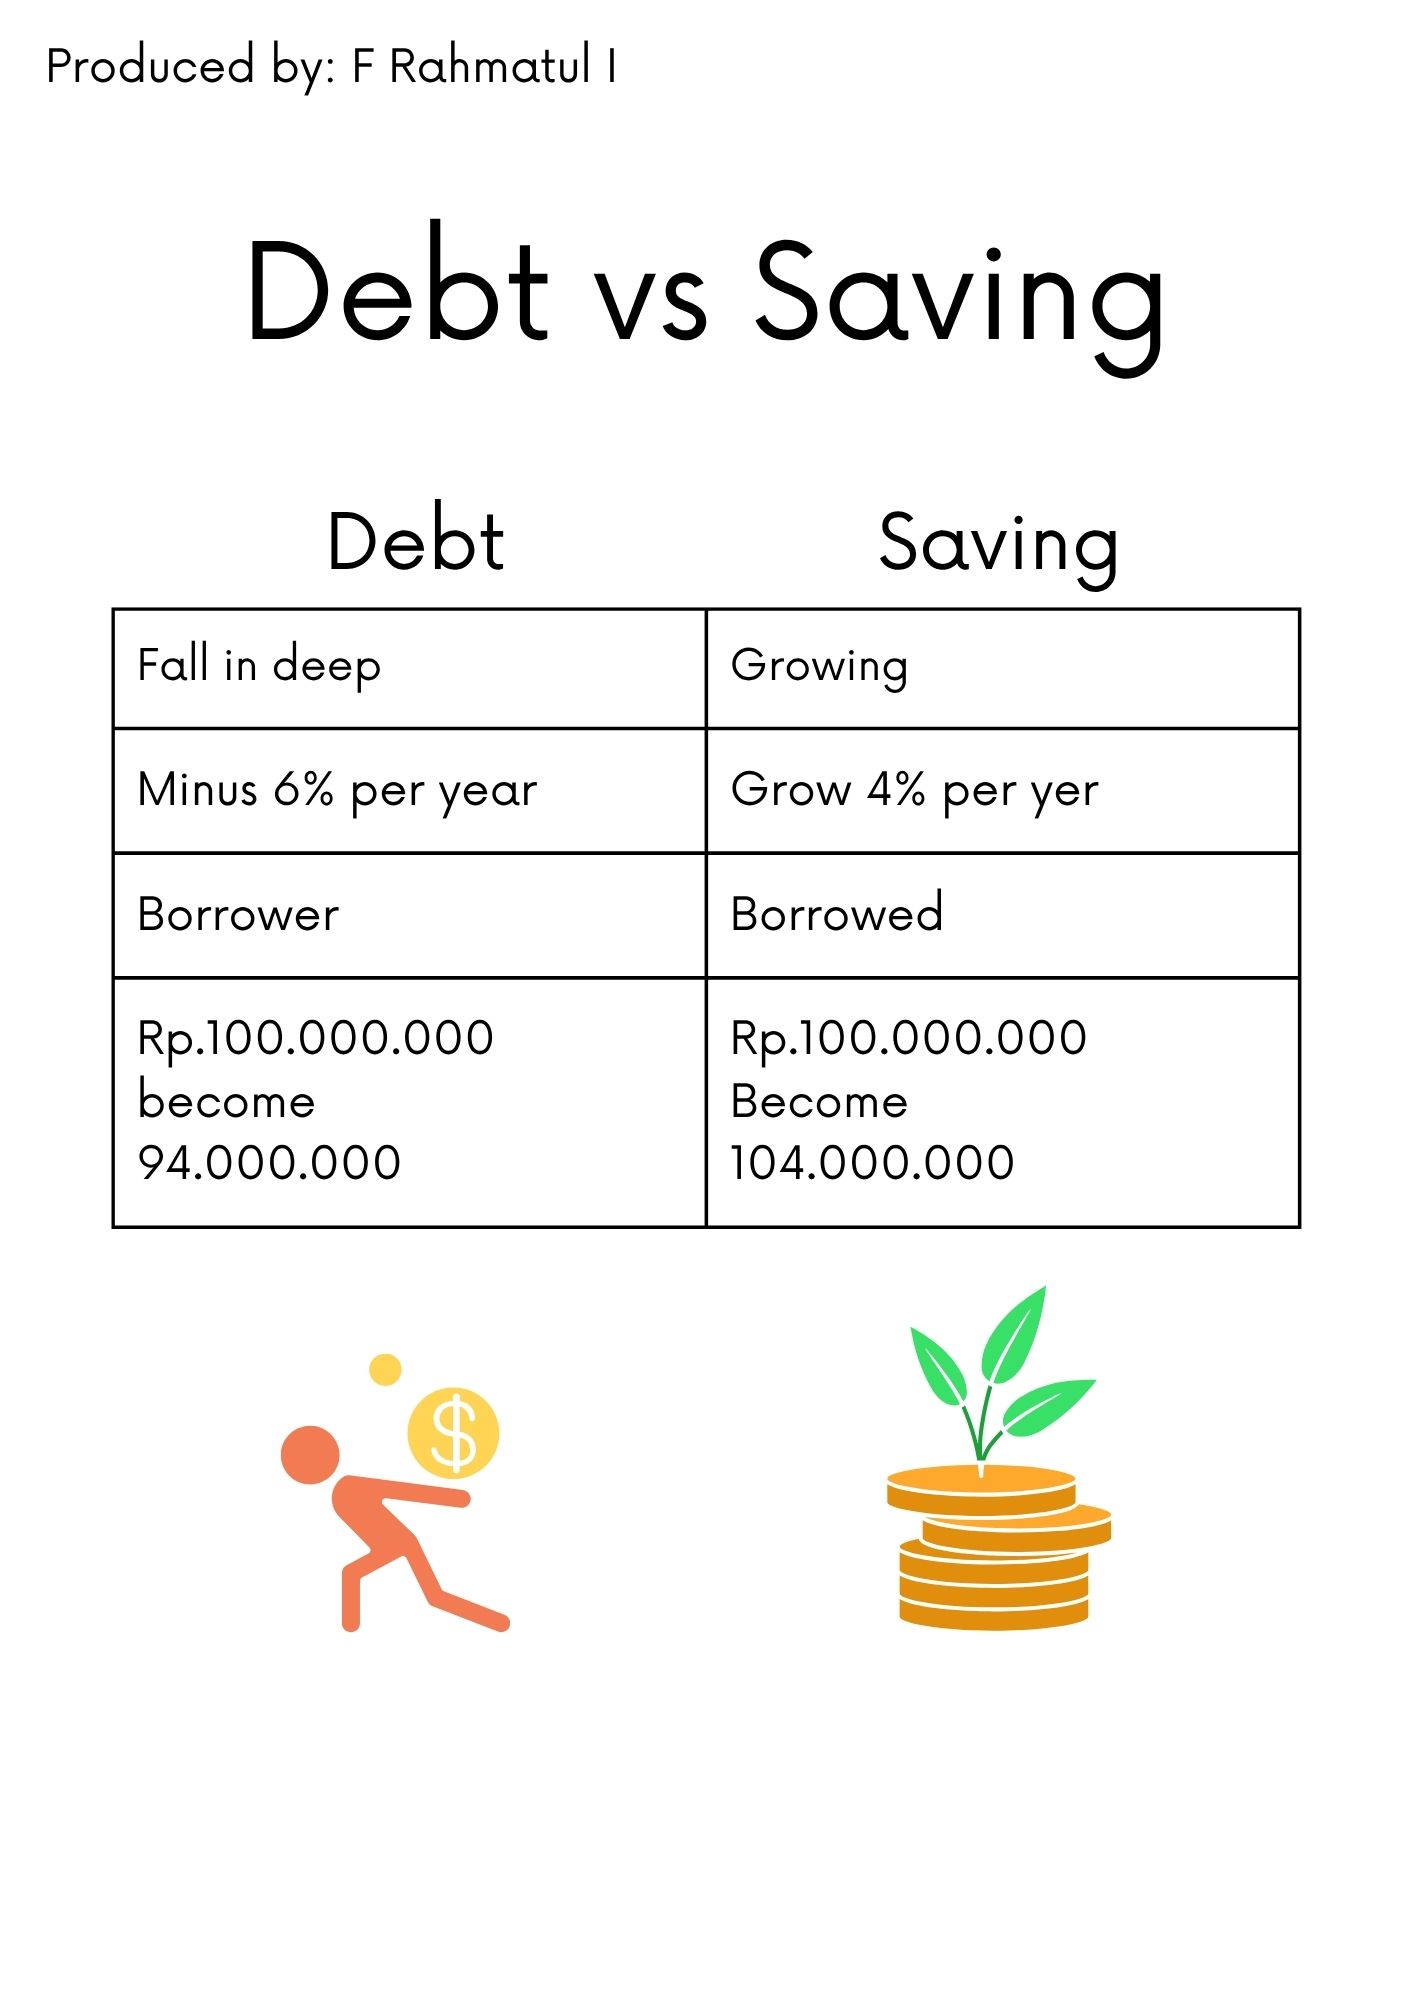 Produced by: F Rahmatul I
Debt vs Saving
Debt
Saving
Fall in deep
Growing
Minus 6% per year
Grow 4% per yer
Borrower
Borrowed
Rp.100.000.000
become
94.000.000
Rp.100.000.000
Become
104.000.000
$